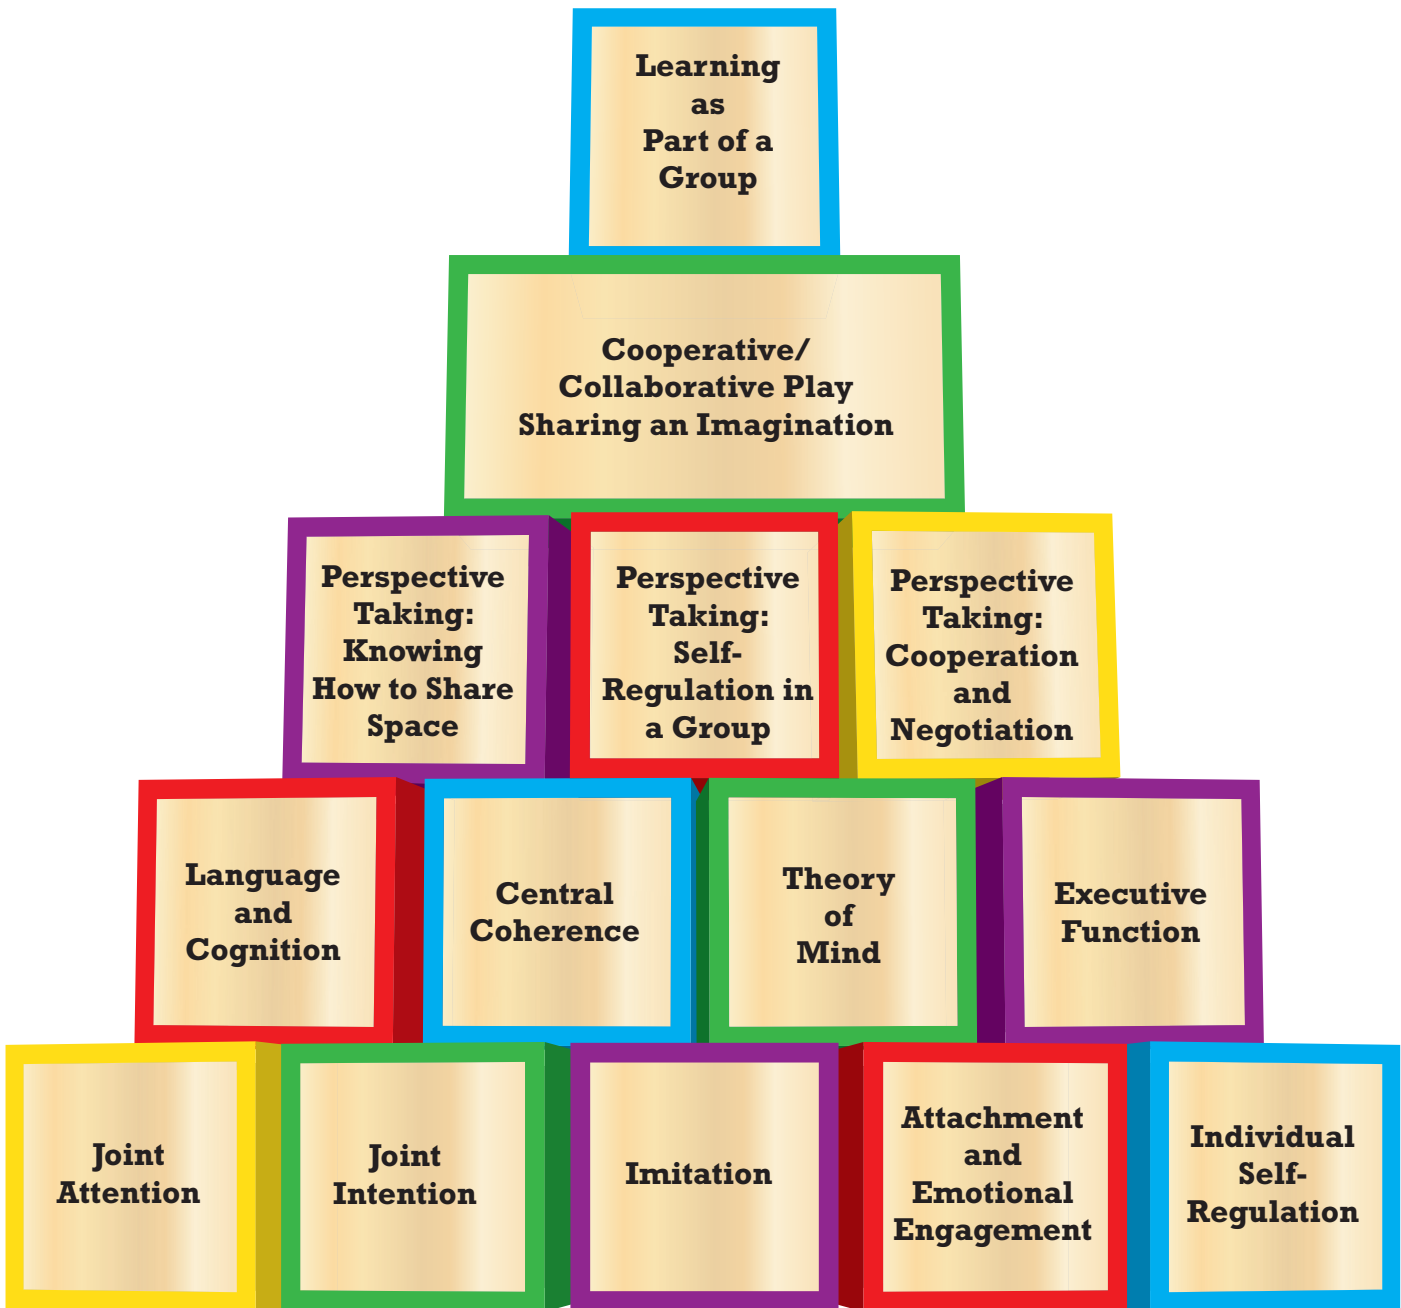 Learning
as
Part of a
Group
Cooperative/
Collaborative Play
Sharing an Imagination
Perspective
Taking:
Knowing
How to Share
Space
Perspective
Taking:
Self-
Regulation in
a Group
Perspective
Taking:
Cooperation
and
Negotiation
Language
and
Cognition
Central
Coherence
Theory
of
Mind
Executive
Function
Joint
Attention
Joint
Intention
Imitation
Attachment
and
Emotional
Engagement
Individual
Self-
Regulation